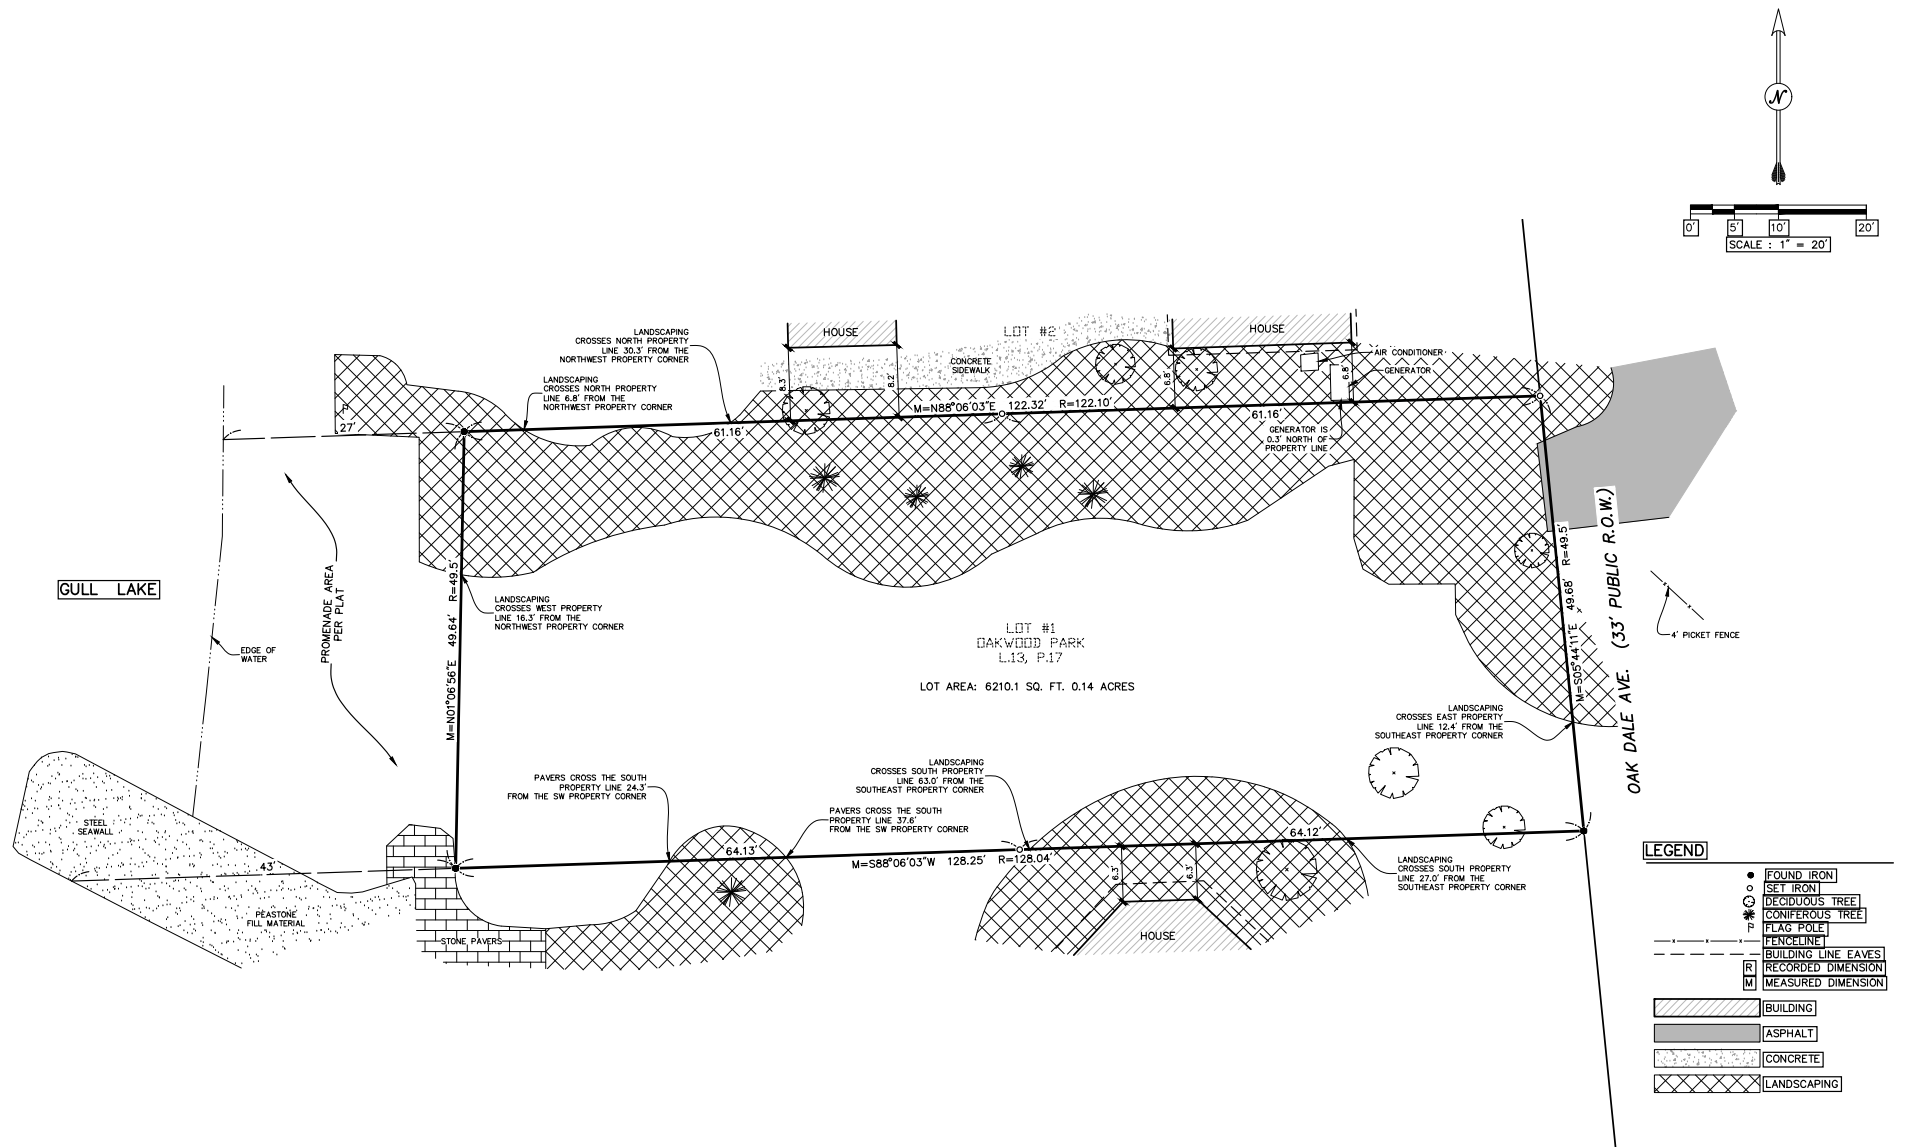 N
0' 5' 10' 20'
SCALE : 1" = 20'
LANDSCAPING
CROSSES NORTH PROPERTY
LINE 30.3' FROM THE
NORTHWEST PROPERTY CORNER
HOUSE
LOT #2
HOUSE
CONCRETE
SIDEWALK
AIR CONDITIONER
GENERATOR
LANDSCAPING
CROSSES NORTH PROPERTY
LINE 6.8' FROM THE
NORTHWEST PROPERTY CORNER
8.3'
8.2'
6.8'
6.8'
27'
M=N88°06'03"E 122.32' R=122.10'
61.16'
61.16'
GENERATOR IS
0.3' NORTH OF
PROPERTY LINE
GULL LAKE
PROMENADE AREA
PER PLAT
EDGE OF
WATER
M=N01°06'56"E 49.64' R=49.5'
LANDSCAPING
CROSSES WEST PROPERTY
LINE 16.3' FROM THE
NORTHWEST PROPERTY CORNER
LOT #1
OAKWOOD PARK
L.13, P.17
LOT AREA: 6210.1 SQ. FT. 0.14 ACRES
M=S05°44'11"E 49.68' R=49.5'
OAK DALE AVE. (33' PUBLIC R.O.W.)
4' PICKET FENCE
LANDSCAPING
CROSSES EAST PROPERTY
LINE 12.4' FROM THE
SOUTHEAST PROPERTY CORNER
LANDSCAPING
CROSSES SOUTH PROPERTY
LINE 63.0' FROM THE
SOUTHEAST PROPERTY CORNER
PAVERS CROSS THE SOUTH
PROPERTY LINE 24.3'
FROM THE SW PROPERTY CORNER
PAVERS CROSS THE SOUTH
PROPERTY LINE 37.6'
FROM THE SW PROPERTY CORNER
STEEL
SEAWALL
43'
64.13'
M=S88°06'03"W 128.25' R=128.04'
64.12'
6.3'
6.3'
LANDSCAPING
CROSSES SOUTH PROPERTY
LINE 27.0' FROM THE
SOUTHEAST PROPERTY CORNER
PEASTONE
FILL MATERIAL
STONE PAVERS
HOUSE
LEGEND
FOUND IRON
SET IRON
DECIDUOUS TREE
CONIFEROUS TREE
FLAG POLE
FENCELINE
BUILDING LINE EAVES
R RECORDED DIMENSION
M MEASURED DIMENSION
BUILDING
ASPHALT
CONCRETE
LANDSCAPING